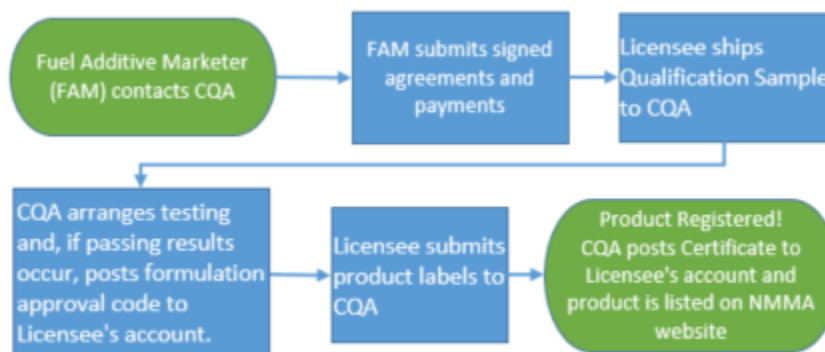 Fuel Additive Marketer
(FAM) contacts CQA
FAM submits signed
agreements and
payments
Licensee ships
Qualification Sample
to CQA
CQA arranges testing
and, if passing results
occur, posts formulation
approval code to
Licensee's account.
Licensee submits
product labels to
CQA
Product Registered!
CQA posts Certificate to
Licensee's account and
product is listed on NMMA
website